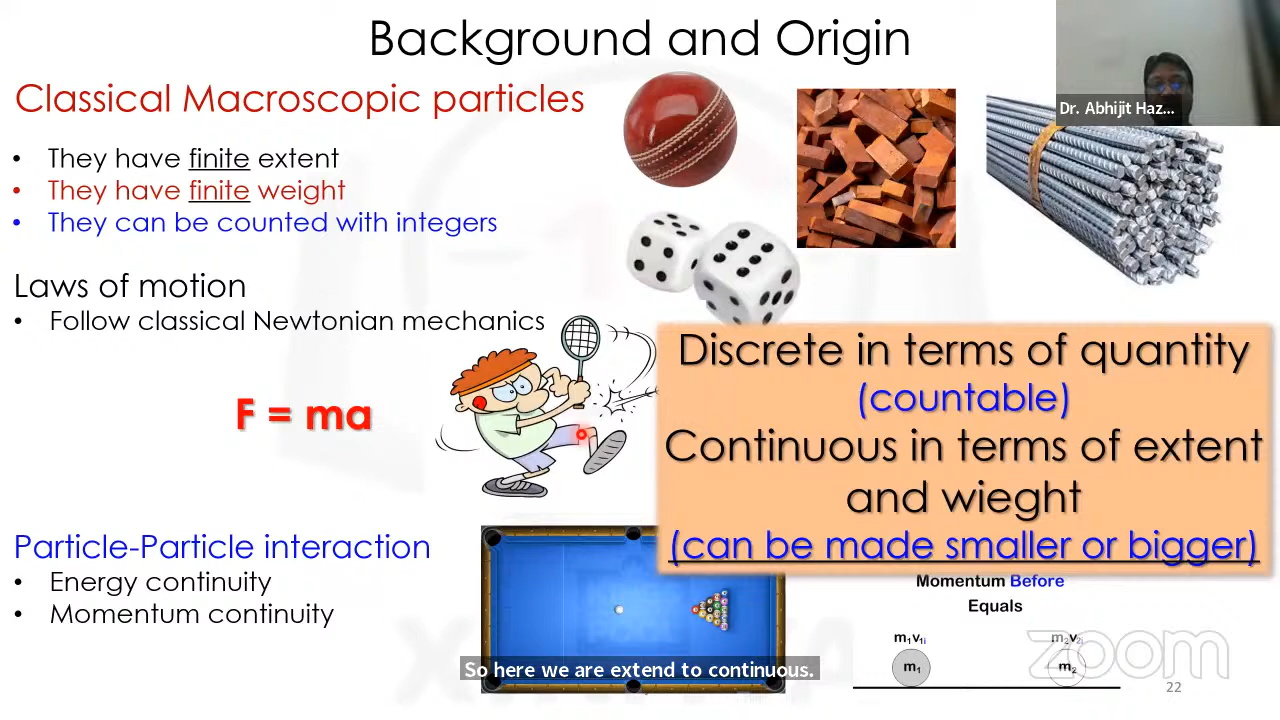 Background and Origin
Dr. Abhijit Haz...
Classical Macroscopic particles
• They have finite extent
• They have finite weight
• They can be counted with integers
Laws of motion
• Follow classical Newtonian mechanics
F = ma
Discrete in terms of quantity
(countable)
Continuous in terms of extent
and wieght
(can be made smaller or bigger)
Particle-Particle interaction
• Energy continuity
• Momentum continuity
Momentum Before
Equals
m₁v₁ᵢ
m₂v₂ᵢ
m₁
m₂
zoom
So here we are extend to continuous.
22